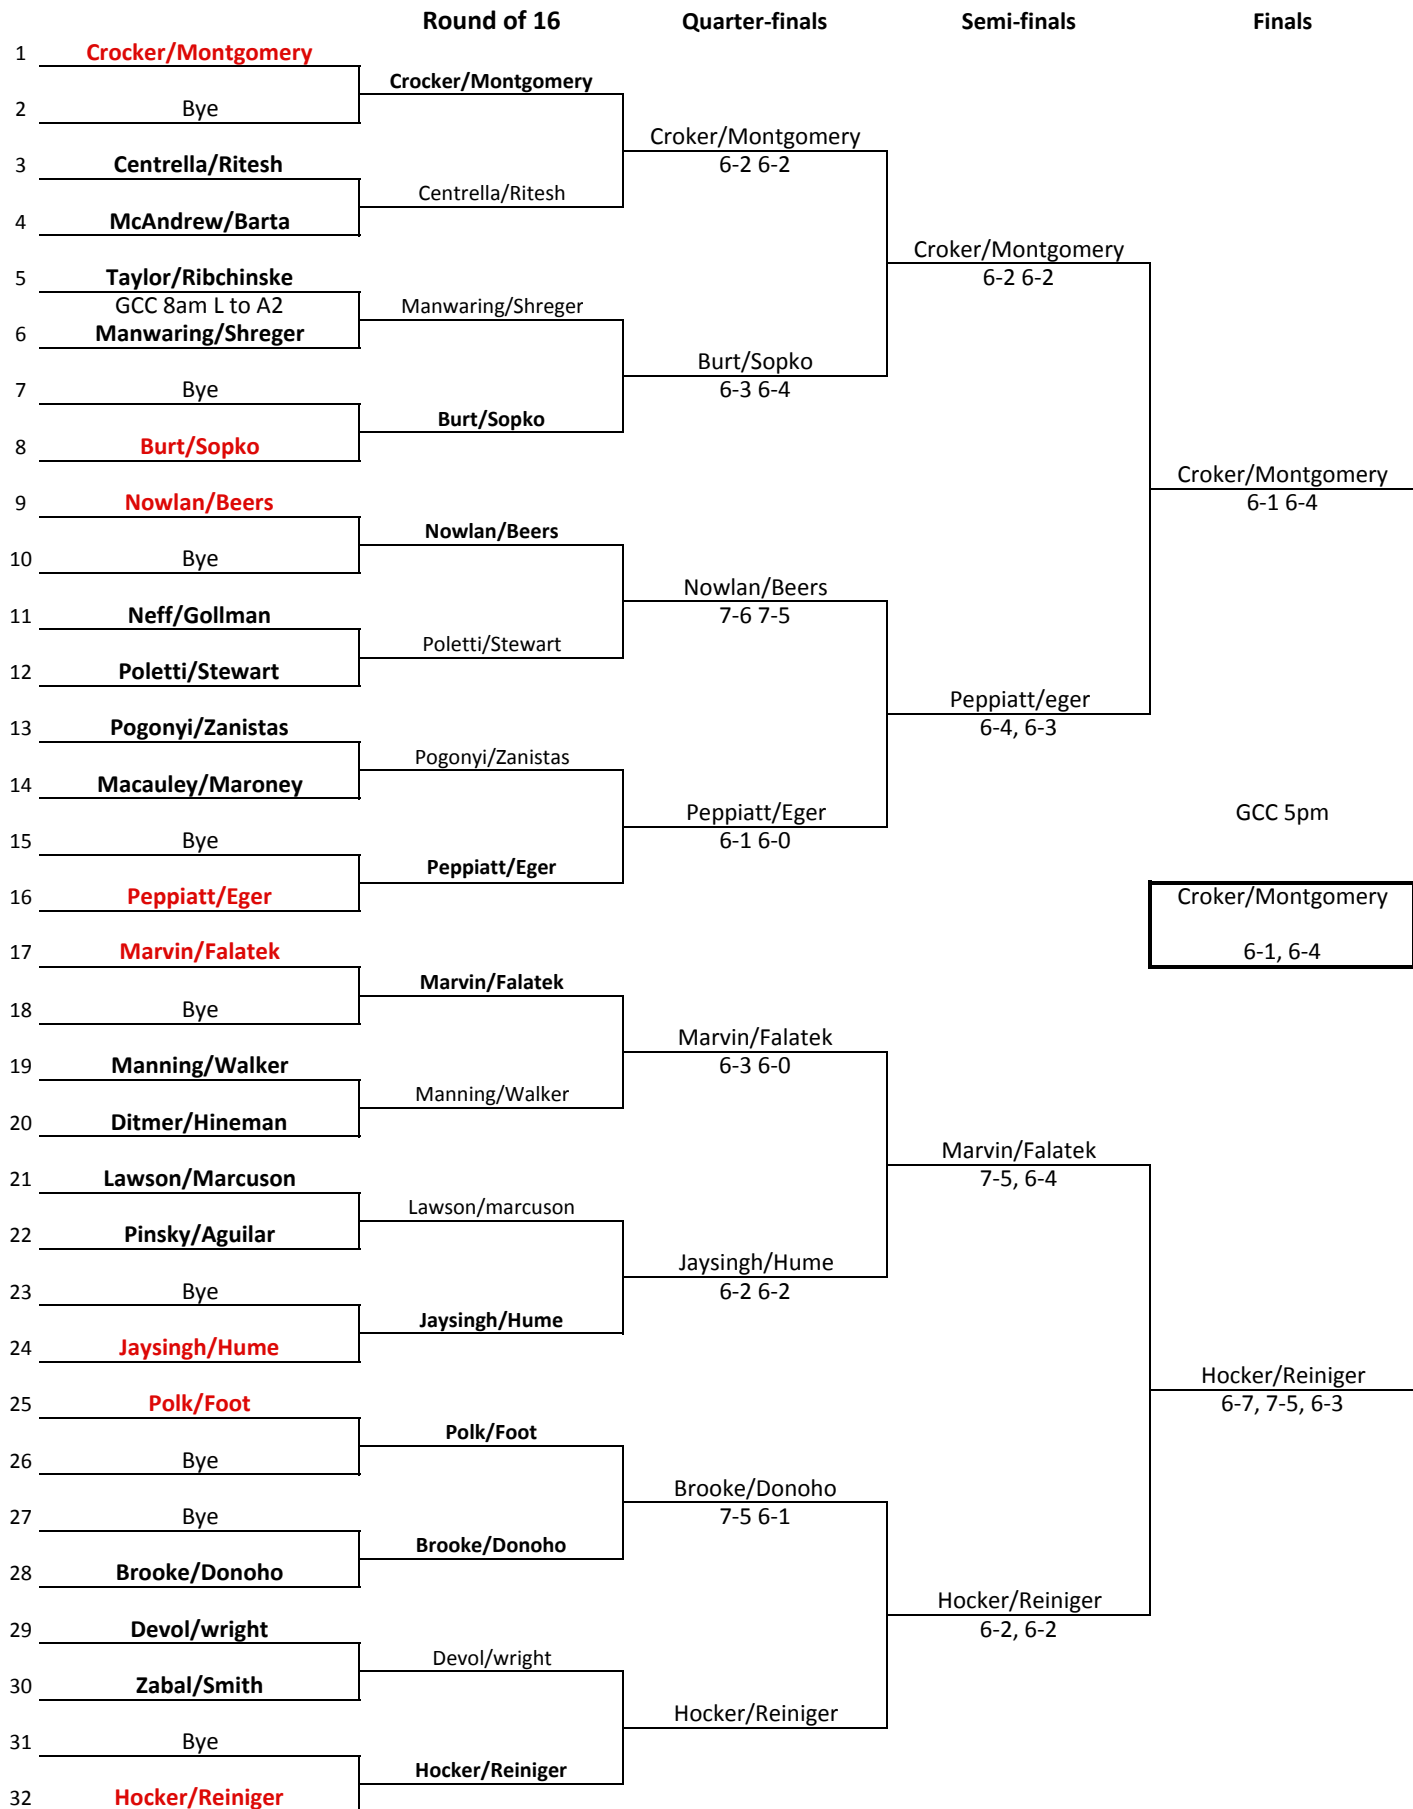 Round of 16 Quarter-finals Semi-finals Finals
1 Crocker/Montgomery
Crocker/Montgomery
2 Bye
Croker/Montgomery
3 Centrella/Ritesh 6-2 6-2
Centrella/Ritesh
4 McAndrew/Barta
Croker/Montgomery
5 Taylor/Ribchinske 6-2 6-2
GCC 8am L to A2 Manwaring/Shreger
6 Manwaring/Shreger
Burt/Sopko
7 Bye 6-3 6-4
Burt/Sopko
8 Burt/Sopko
Croker/Montgomery
9 Nowlan/Beers 6-1 6-4
Nowlan/Beers
10 Bye
Nowlan/Beers
11 Neff/Gollman 7-6 7-5
Poletti/Stewart
12 Poletti/Stewart
Peppiatt/eger
13 Pogonyi/Zanistas 6-4, 6-3
Pogonyi/Zanistas
14 Macauley/Maroney
Peppiatt/Eger GCC 5pm
15 Bye 6-1 6-0
Peppiatt/Eger
16 Peppiatt/Eger Croker/Montgomery
17 Marvin/Falatek 6-1, 6-4
Marvin/Falatek
18 Bye
Marvin/Falatek
19 Manning/Walker 6-3 6-0
Manning/Walker
20 Ditmer/Hineman
Marvin/Falatek
21 Lawson/Marcuson 7-5, 6-4
Lawson/marcuson
22 Pinsky/Aguilar
Jaysingh/Hume
23 Bye 6-2 6-2
Jaysingh/Hume
24 Jaysingh/Hume
Hocker/Reiniger
25 Polk/Foot 6-7, 7-5, 6-3
Polk/Foot
26 Bye
Brooke/Donoho
27 Bye 7-5 6-1
Brooke/Donoho
28 Brooke/Donoho
Hocker/Reiniger
29 Devol/wright 6-2, 6-2
Devol/wright
30 Zabal/Smith
Hocker/Reiniger
31 Bye
Hocker/Reiniger
32 Hocker/Reiniger